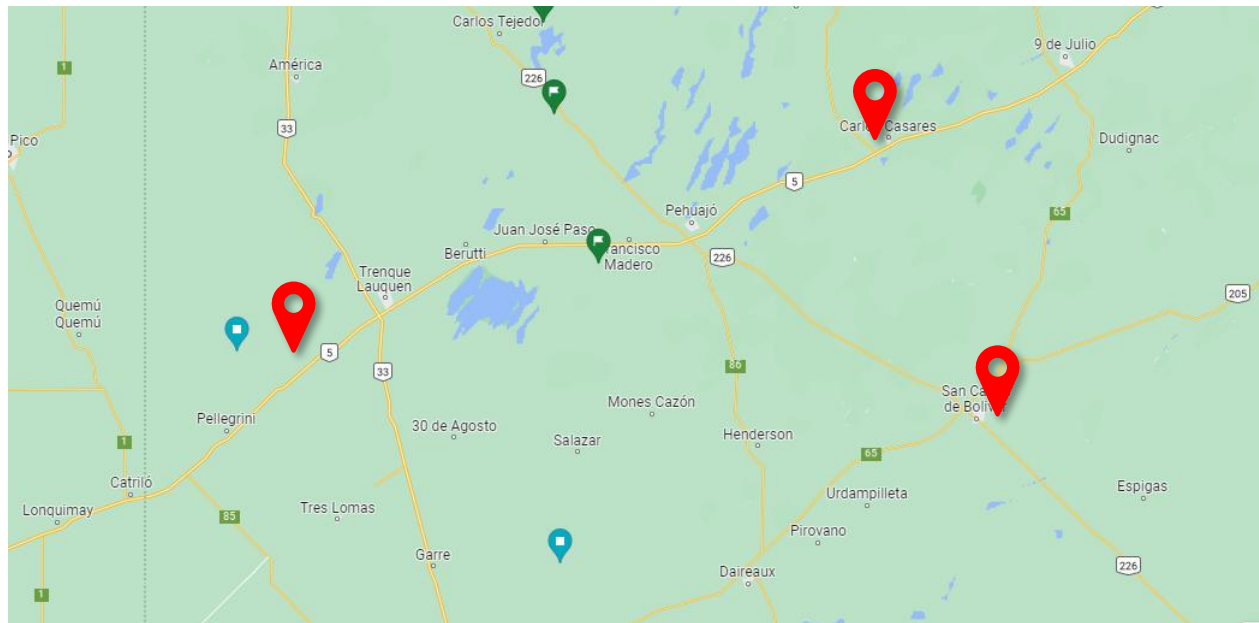 Carlos Tejedor
9 de Julio
América
1
226
33
Carlos Casares
Dudignac
Pico
5
65
Pehuajó
Juan José Paso
Berutti
Francisco
Madero
226
Trenque
Lauquen
205
Quemú
Quemú
5
33
86
San Ca
de Bolívar
Mones Cazón
Pellegrini
30 de Agosto
Salazar
Henderson
1
65
Catriló
Urdampilleta
Espigas
Lonquimay
85
Tres Lomas
Pirovano
Garre
Daireaux
226
1